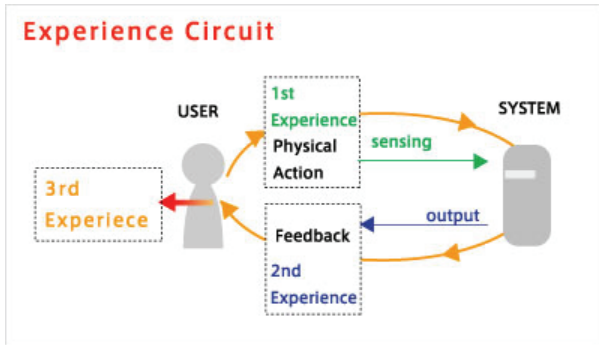 Experience Circuit
USER
1st
Experience
Physical
Action
sensing
SYSTEM
3rd
Experiece
Feedback
2nd
Experience
output